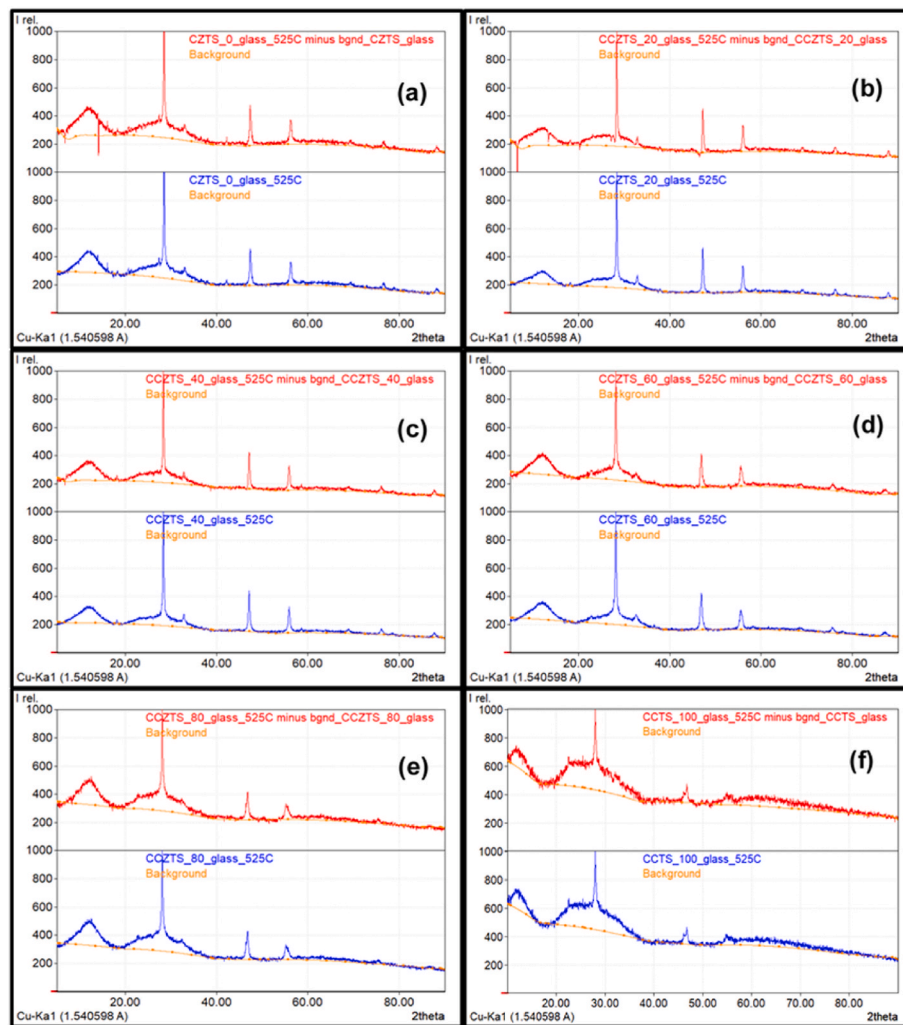 I rel.
1000
CZTS_0_glass_525C minus bgnd_CZTS_glass
Background
800
(a)
600
400
200
CZTS_0_glass_525C
Background
800
600
400
200
20.00 40.00 60.00 80.00
Cu-Ka1 (1.540598 A) 2theta
I rel.
1000
CCZTS_20_glass_525C minus bgnd_CCZTS_20_glass
Background
800
(b)
600
400
200
CCZTS_20_glass_525C
Background
800
600
400
200
20.00 40.00 60.00 80.00
Cu-Ka1 (1.540598 A) 2theta
I rel.
1000
CCZTS_40_glass_525C minus bgnd_CCZTS_40_glass
Background
800
(c)
600
400
200
CCZTS_40_glass_525C
Background
800
600
400
200
20.00 40.00 60.00 80.00
Cu-Ka1 (1.540598 A) 2theta
I rel.
1000
CCZTS_60_glass_525C minus bgnd_CCZTS_60_glass
Background
800
(d)
600
400
200
CCZTS_60_glass_525C
Background
800
600
400
200
20.00 40.00 60.00 80.00
Cu-Ka1 (1.540598 A) 2theta
I rel.
1000
CCZTS_80_glass_525C minus bgnd_CCZTS_80_glass
Background
800
(e)
600
400
200
1000
CCZTS_80_glass_525C
Background
800
600
400
200
20.00 40.00 60.00 80.00
Cu-Ka1 (1.540598 A) 2theta
I rel.
1000
CCTS_100_glass_525C minus bgnd_CCTS_glass
Background
800
(f)
600
400
200
1000
CCTS_100_glass_525C
Background
800
600
400
200
20.00 30.00 40.00 50.00 60.00 70.00 80.00
Cu-Ka1 (1.540598 A) 2theta